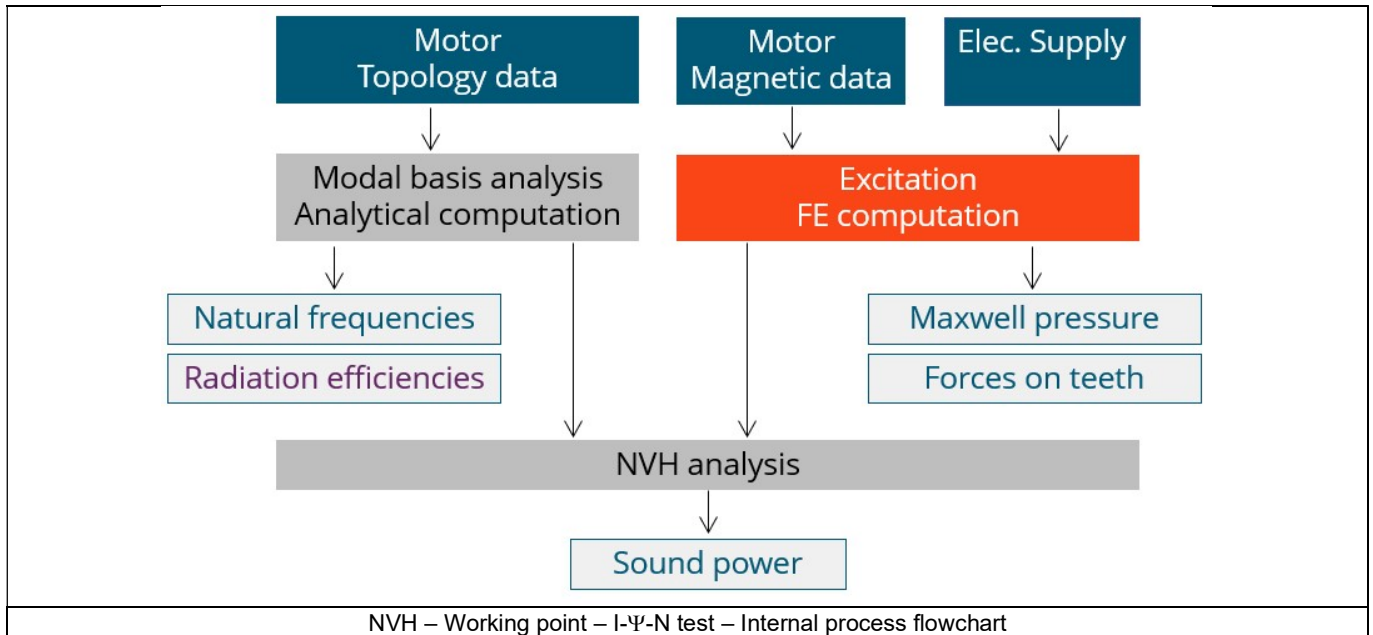 Motor
Topology data
Motor
Magnetic data
Elec. Supply
Modal basis analysis
Analytical computation
Excitation
FE computation
Natural frequencies
Radiation efficiencies
Maxwell pressure
Forces on teeth
NVH analysis
Sound power
NVH – Working point – I-Ψ-N test – Internal process flowchart